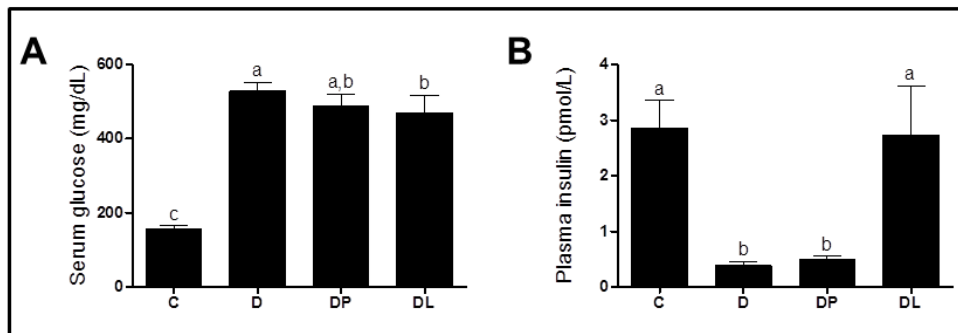 A
Serum glucose (mg/dL)
600
400
200
0
c
a
a,b
b
C D DP DL
B
Plasma insulin (pmol/L)
4
3
2
1
0
a
b
b
a
C D DP DL